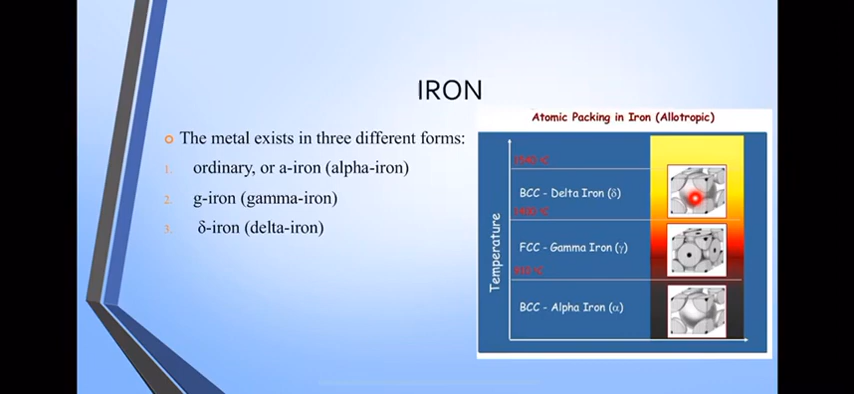 IRON
The metal exists in three different forms:
1. ordinary, or a-iron (alpha-iron)
2. g-iron (gamma-iron)
3. δ-iron (delta-iron)
Atomic Packing in Iron (Allotropic)
Temperature
BCC - Delta Iron (δ)
FCC - Gamma Iron (γ)
BCC - Alpha Iron (α)